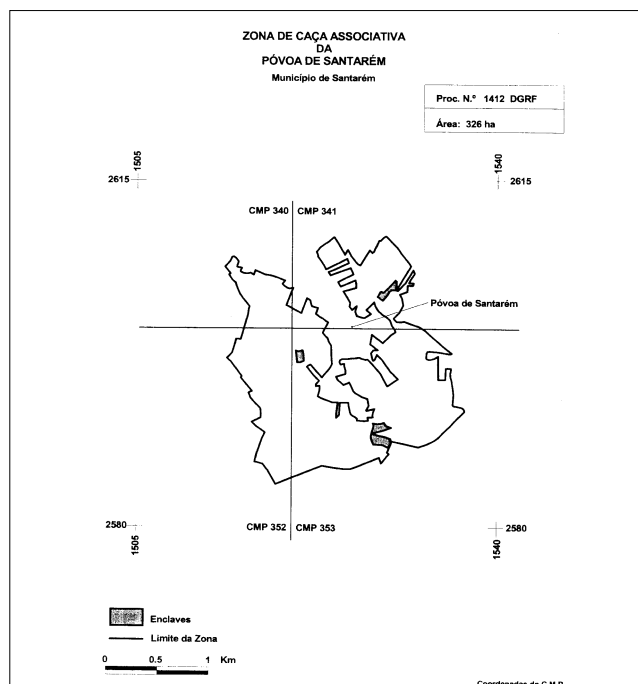 ZONA DE CAÇA ASSOCIATIVA
DA
PÓVOA DE SANTARÉM
Município de Santarém
Proc. N.º 1412 DGRF
Área: 326 ha
1505
1540
2615
2615
CMP 340
CMP 341
Póvoa de Santarém
2580
CMP 352
CMP 353
2580
1505
1540
Enclaves
Limite da Zona
0 0.5 1 Km
Coordenadas da C.M.P.